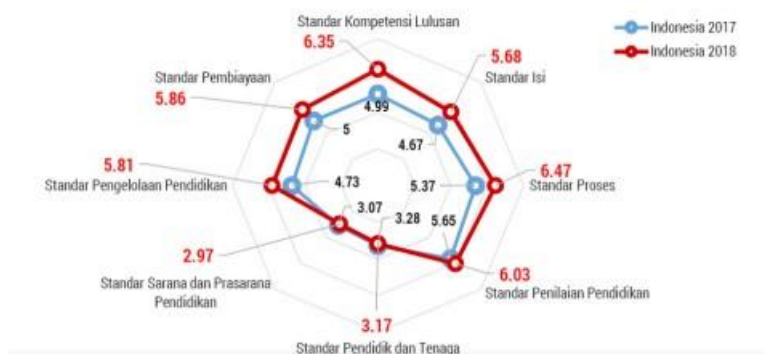 Standar Kompetensi Lulusan
6.35
Indonesia 2017
Indonesia 2018
5.68
Standar Isi
Standar Pembiayaan
5.86
4.99
5
4.67
5.81
Standar Pengelolaan Pendidikan
4.73
5.37
6.47
Standar Proses
3.07
3.28
5.65
2.97
Standar Sarana dan Prasarana
Pendidikan
6.03
Standar Penilaian Pendidikan
3.17
Standar Pendidik dan Tenaga